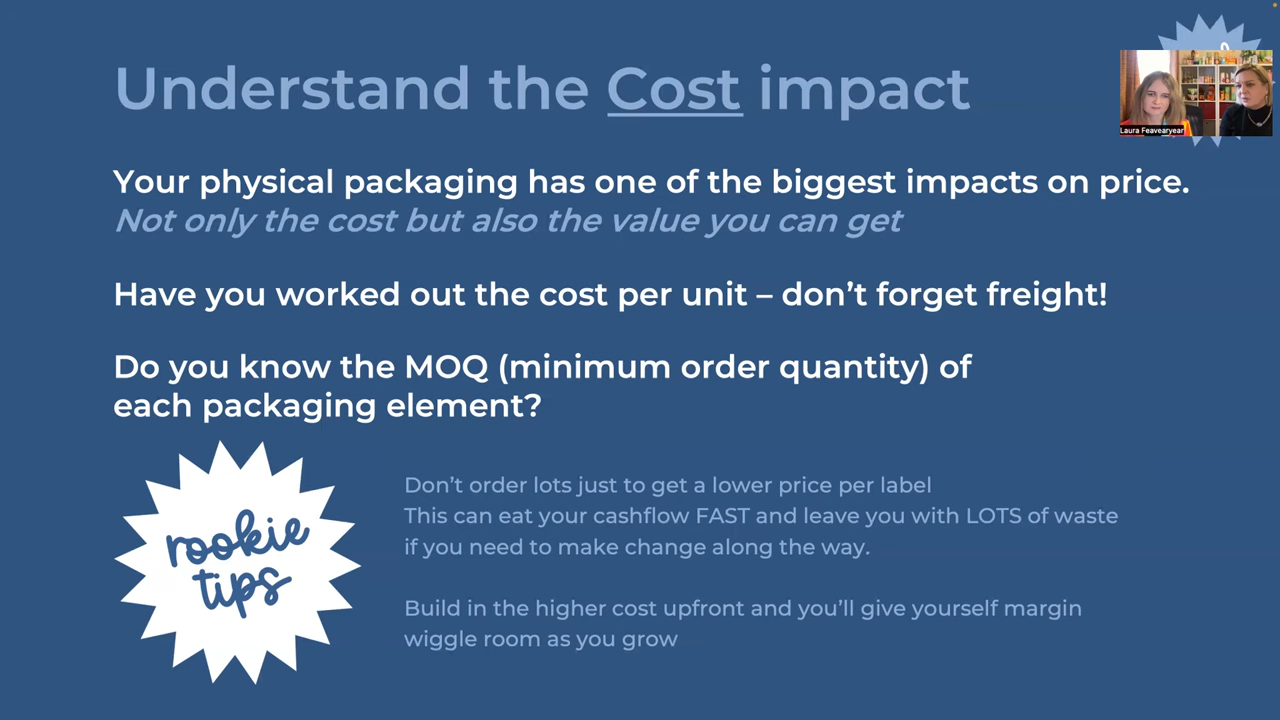 Understand the Cost impact
Laura Feavearyear
Your physical packaging has one of the biggest impacts on price.
Not only the cost but also the value you can get
Have you worked out the cost per unit – don't forget freight!
Do you know the MOQ (minimum order quantity) of
each packaging element?
rookie
tips
Don't order lots just to get a lower price per label
This can eat your cashflow FAST and leave you with LOTS of waste
if you need to make change along the way.
Build in the higher cost upfront and you'll give yourself margin
wiggle room as you grow